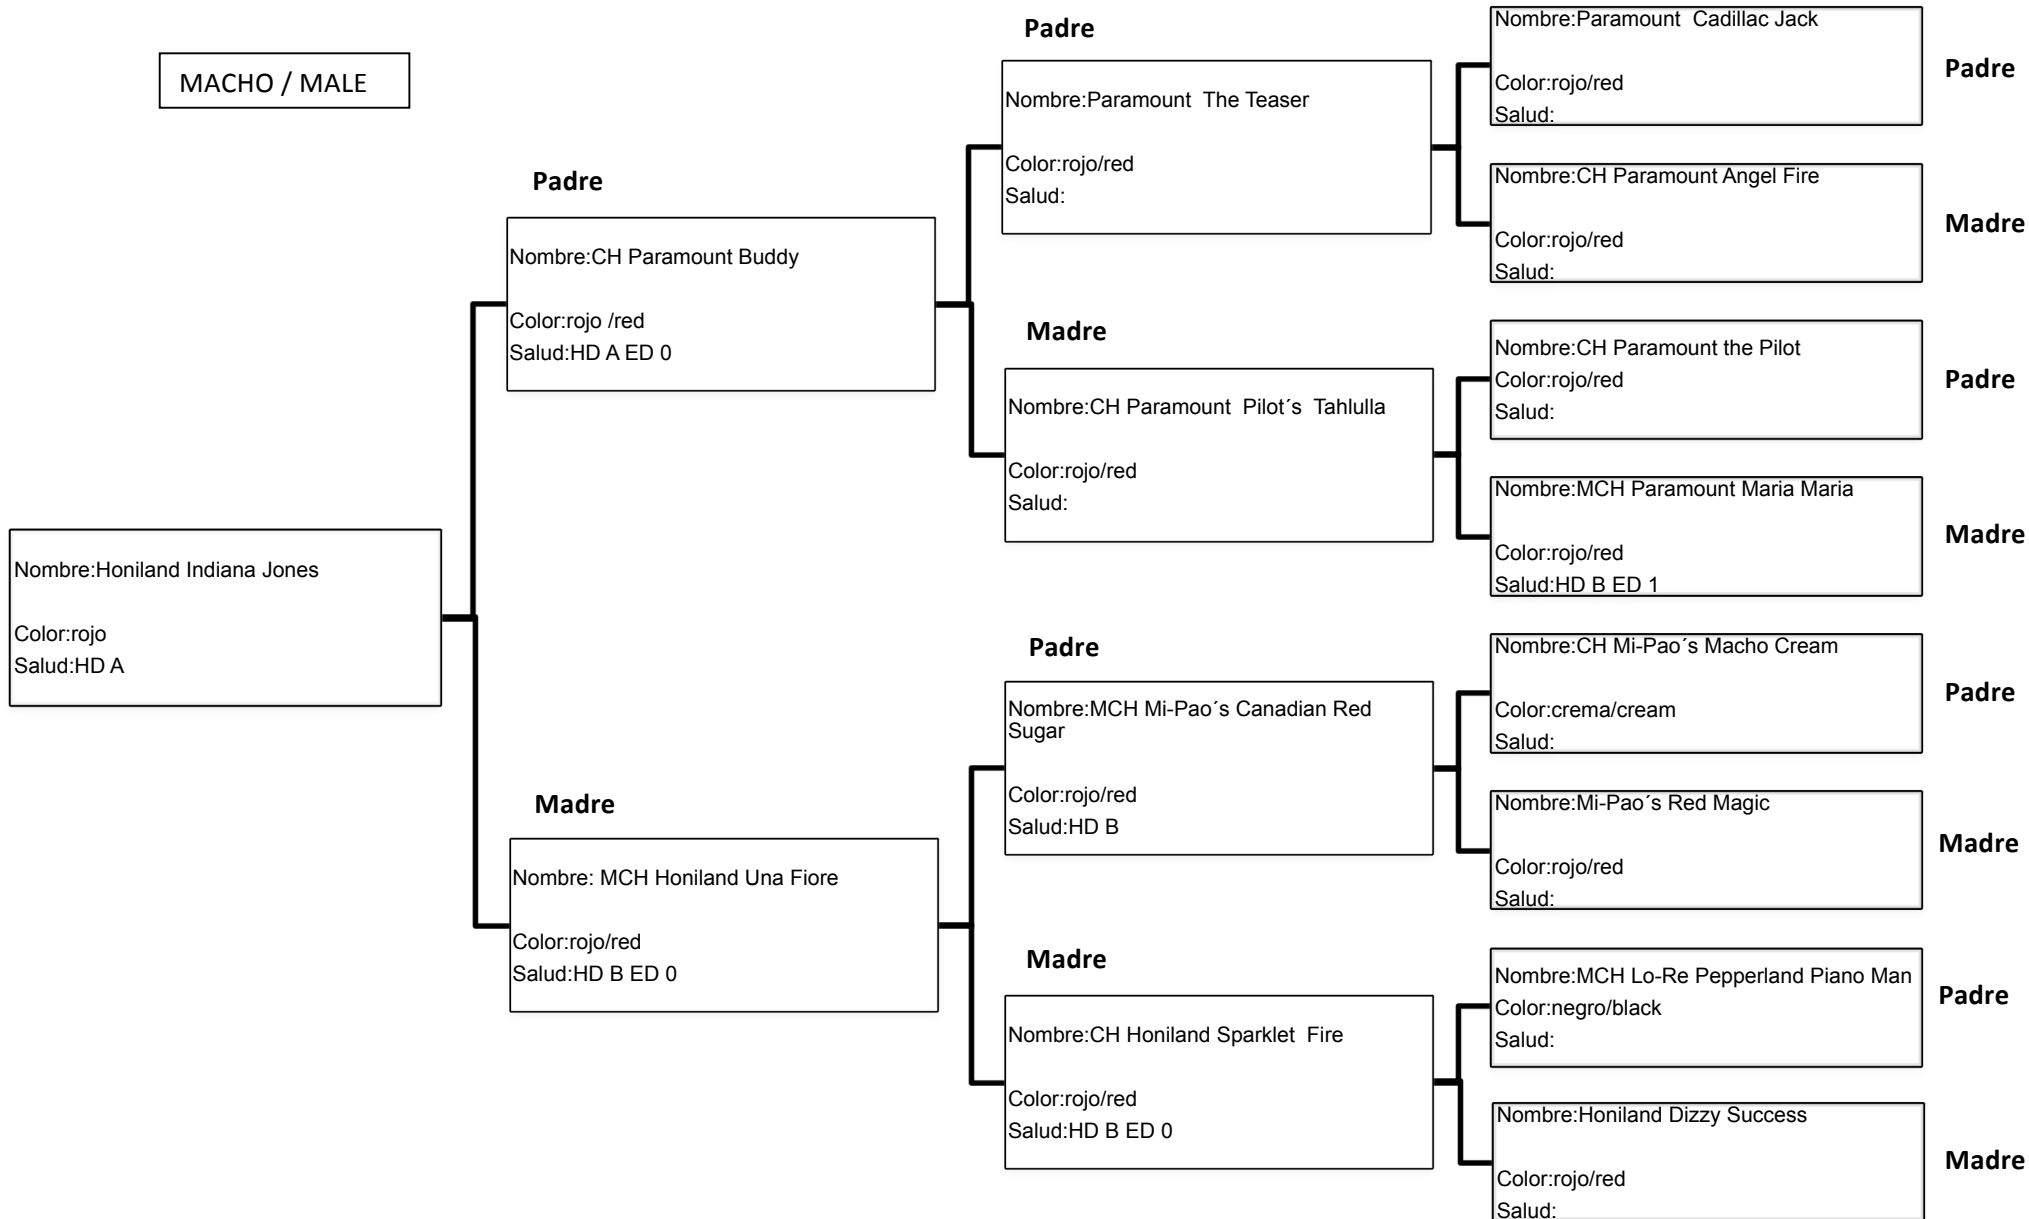 MACHO / MALE
Nombre:Honiland Indiana Jones
Color:rojo
Salud:HD A
Padre
Nombre:CH Paramount Buddy
Color:rojo /red
Salud:HD A ED 0
Madre
Nombre: MCH Honiland Una Fiore
Color:rojo/red
Salud:HD B ED 0
Padre
Nombre:Paramount  The Teaser
Color:rojo/red
Salud:
Madre
Nombre:CH Paramount  Pilot´s  Tahlulla
Color:rojo/red
Salud:
Padre
Nombre:MCH Mi-Pao´s Canadian Red
Sugar
Color:rojo/red
Salud:HD B
Madre
Nombre:CH Honiland Sparklet  Fire
Color:rojo/red
Salud:HD B ED 0
Nombre:Paramount  Cadillac Jack
Color:rojo/red
Salud:
Padre
Nombre:CH Paramount Angel Fire
Color:rojo/red
Salud:
Madre
Nombre:CH Paramount the Pilot
Color:rojo/red
Salud:
Padre
Nombre:MCH Paramount Maria Maria
Color:rojo/red
Salud:HD B ED 1
Madre
Nombre:CH Mi-Pao´s Macho Cream
Color:crema/cream
Salud:
Padre
Nombre:Mi-Pao´s Red Magic
Color:rojo/red
Salud:
Madre
Nombre:MCH Lo-Re Pepperland Piano Man
Color:negro/black
Salud:
Padre
Nombre:Honiland Dizzy Success
Color:rojo/red
Salud:
Madre